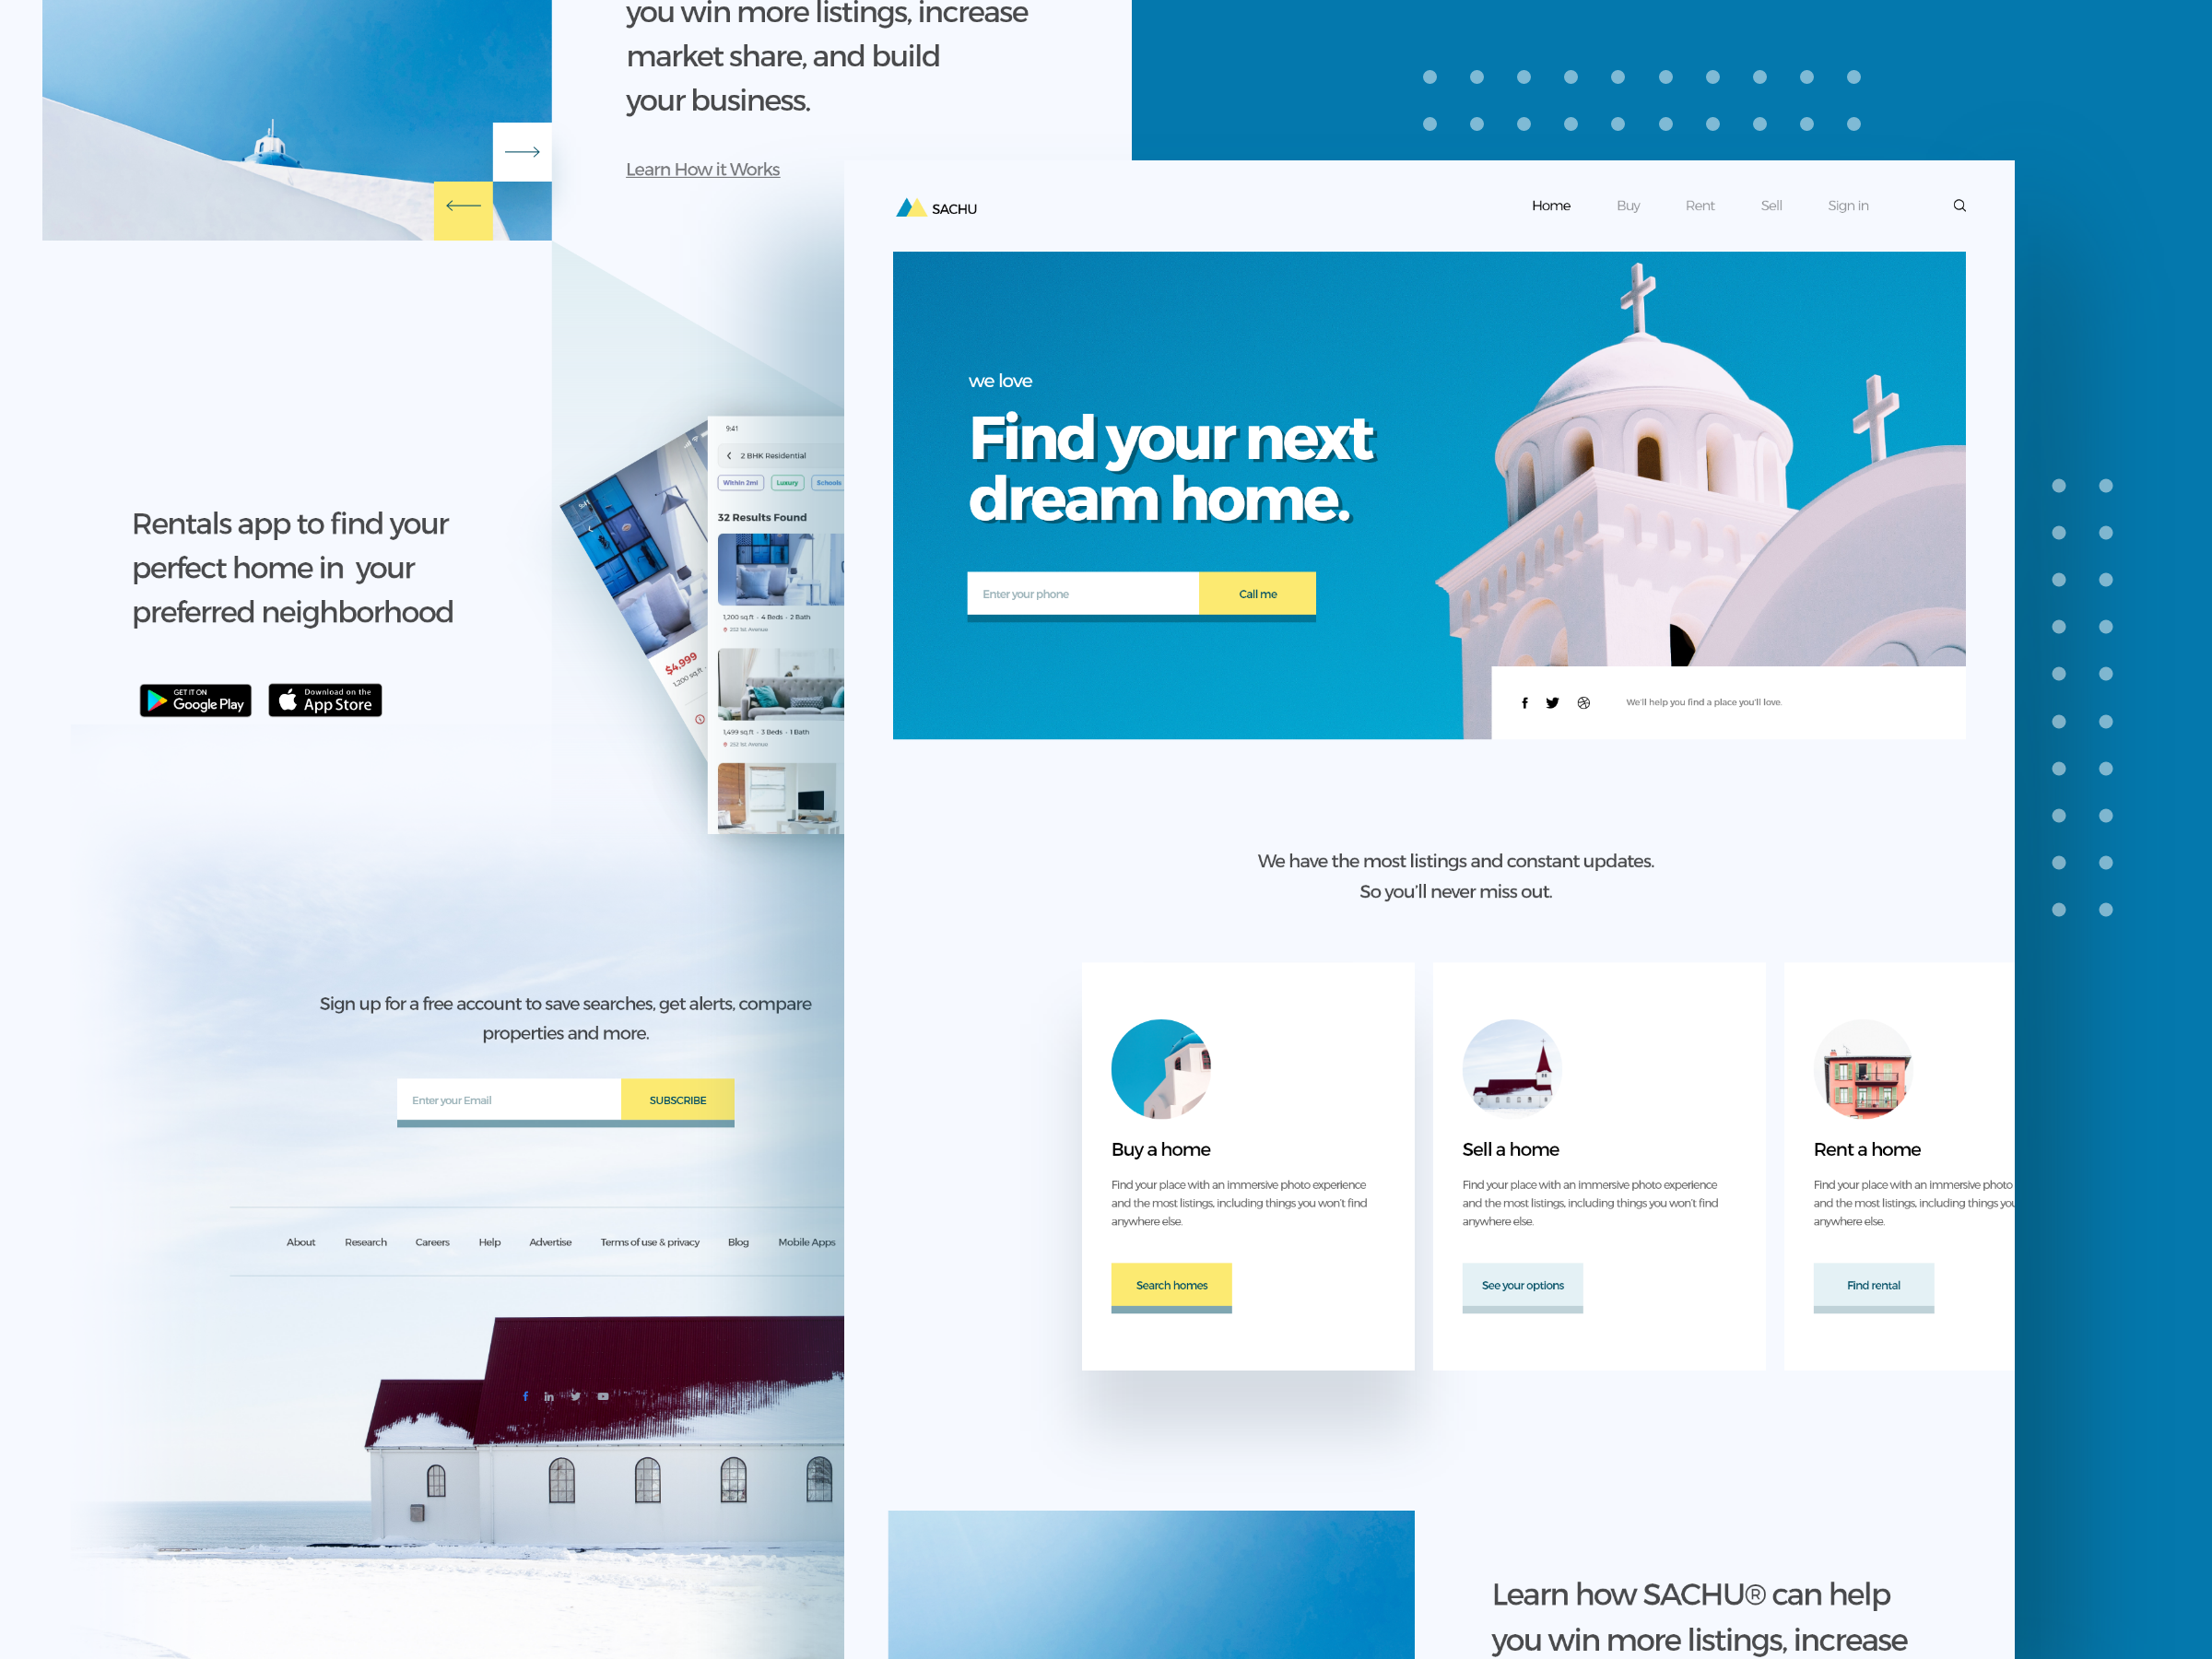 you win more listings, increase
market share, and build
your business.
Learn How it Works
Rentals app to find your
perfect home in  your
preferred neighborhood
GET IT ON
Google Play
Download on the
App Store
$4,999
1,200 sq.ft
9:41
2 BHK Residential
Within 2mi
Luxury
Schools
32 Results Found
1,200 sq.ft - 4 Beds - 2 Bath
1,499 sq.ft - 3 Beds - 1 Bath
Sign up for a free account to save searches, get alerts, compare
properties and more.
Enter your Email
SUBSCRIBE
About
Research
Careers
Help
Advertise
Terms of use & privacy
Blog
Mobile Apps
SACHU
Home
Buy
Rent
Sell
Sign in
we love
Find your next
dream home.
Enter your phone
Call me
We'll help you find a place you'll love.
We have the most listings and constant updates.
So you'll never miss out.
Buy a home
Find your place with an immersive photo experience
and the most listings, including things you won't find
anywhere else.
Search homes
Sell a home
Find your place with an immersive photo experience
and the most listings, including things you won't find
anywhere else.
See your options
Rent a home
Find your place with an immersive photo
and the most listings, including things you
anywhere else.
Find rental
Learn how SACHU® can help
you win more listings, increase